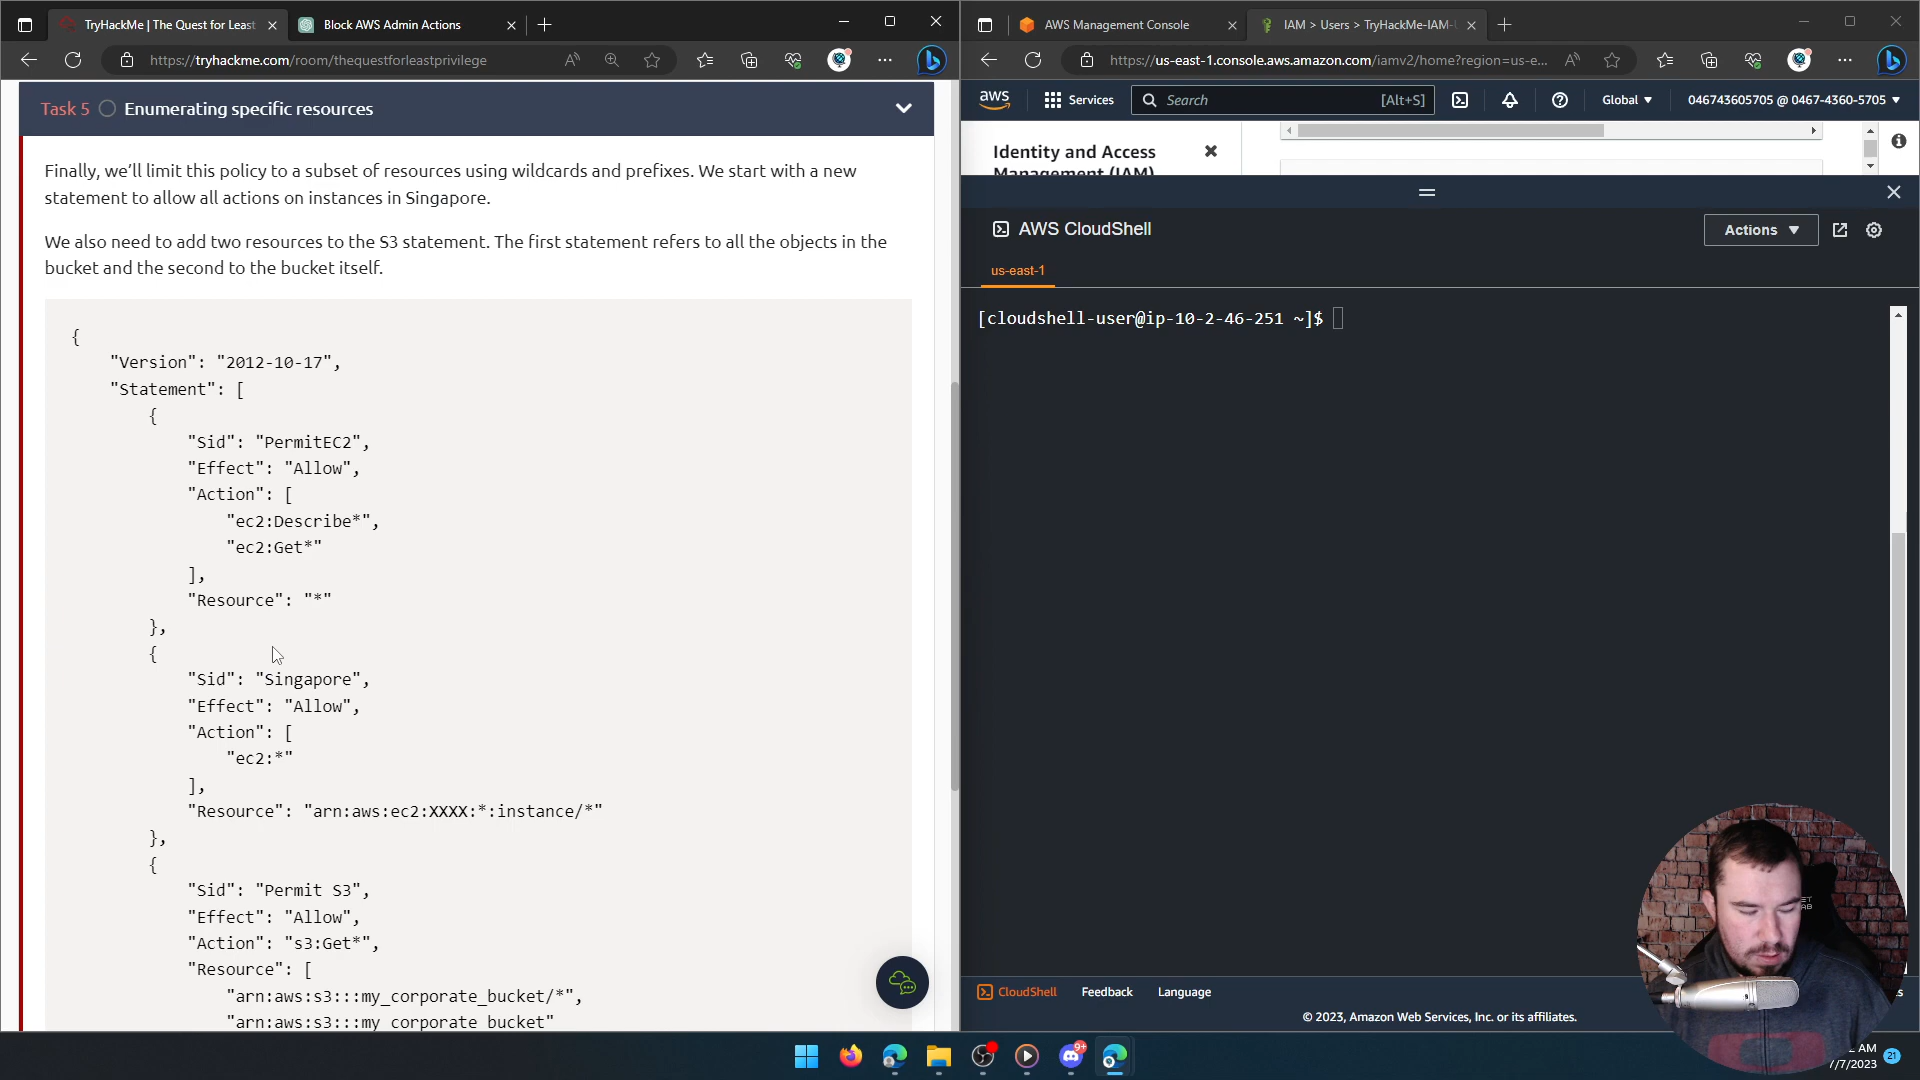 TryHackMe | The Quest for Least
Block AWS Admin Actions
https://tryhackme.com/room/thequestforleastprivilege
Task 5 Enumerating specific resources
Finally, we'll limit this policy to a subset of resources using wildcards and prefixes. We start with a new
statement to allow all actions on instances in Singapore.
We also need to add two resources to the S3 statement. The first statement refers to all the objects in the
bucket and the second to the bucket itself.
{
"Version": "2012-10-17",
"Statement": [
{
"Sid": "PermitEC2",
"Effect": "Allow",
"Action": [
"ec2:Describe*",
"ec2:Get*"
],
"Resource": "*"
},
{
"Sid": "Singapore",
"Effect": "Allow",
"Action": [
"ec2:*"
],
"Resource": "arn:aws:ec2:XXXX:*:instance/*"
},
{
"Sid": "Permit S3",
"Effect": "Allow",
"Action": "s3:Get*",
"Resource": [
"arn:aws:s3:::my_corporate_bucket/*",
"arn:aws:s3:::my_corporate_bucket"
AWS Management Console
IAM > Users > TryHackMe-IAM-
https://us-east-1.console.aws.amazon.com/iamv2/home?region=us-e...
aws
Services
Search
[Alt+S]
Global
046743605705 @ 0467-4360-5705
Identity and Access
Management (IAM)
AWS CloudShell
Actions
us-east-1
[cloudshell-user@ip-10-2-46-251 ~]$
CloudShell
Feedback
Language
© 2023, Amazon Web Services, Inc. or its affiliates.
9+
AM
/7/2023
21